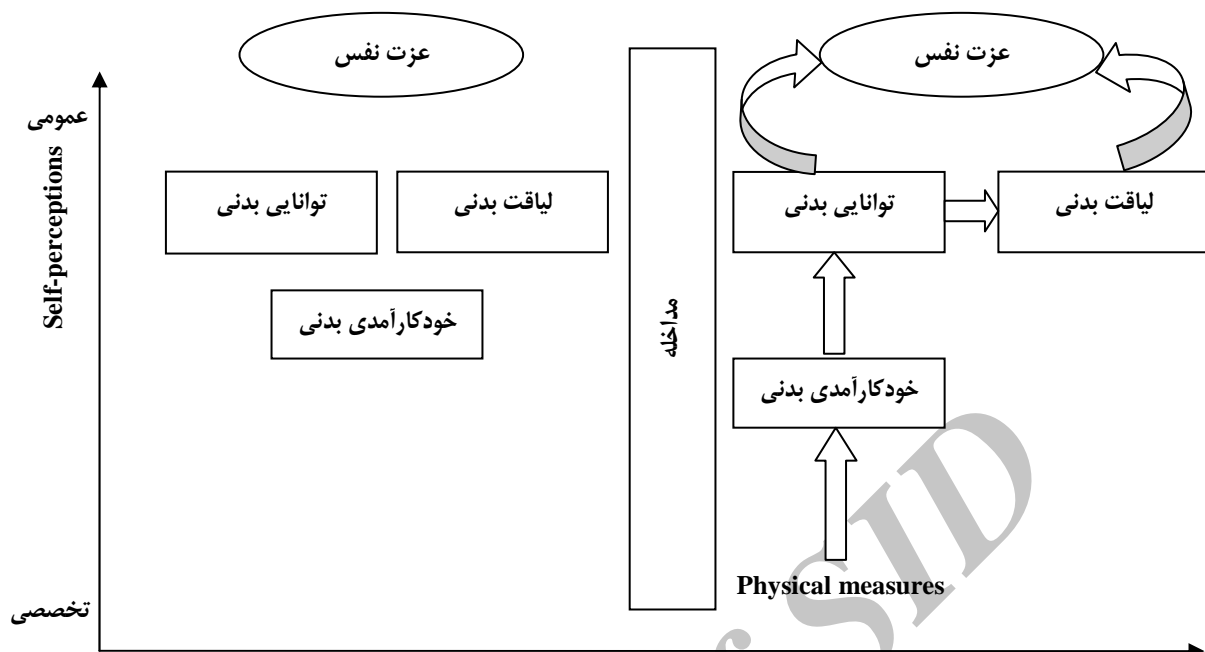 عزت نفس
عزت نفس
عمومی
Self-perceptions
توانایی بدنی
لیاقت بدنی
توانایی بدنی
لیاقت بدنی
خودکارآمدی بدنی
مداخله
خودکارآمدی بدنی
Physical measures
تخصصی
f SID